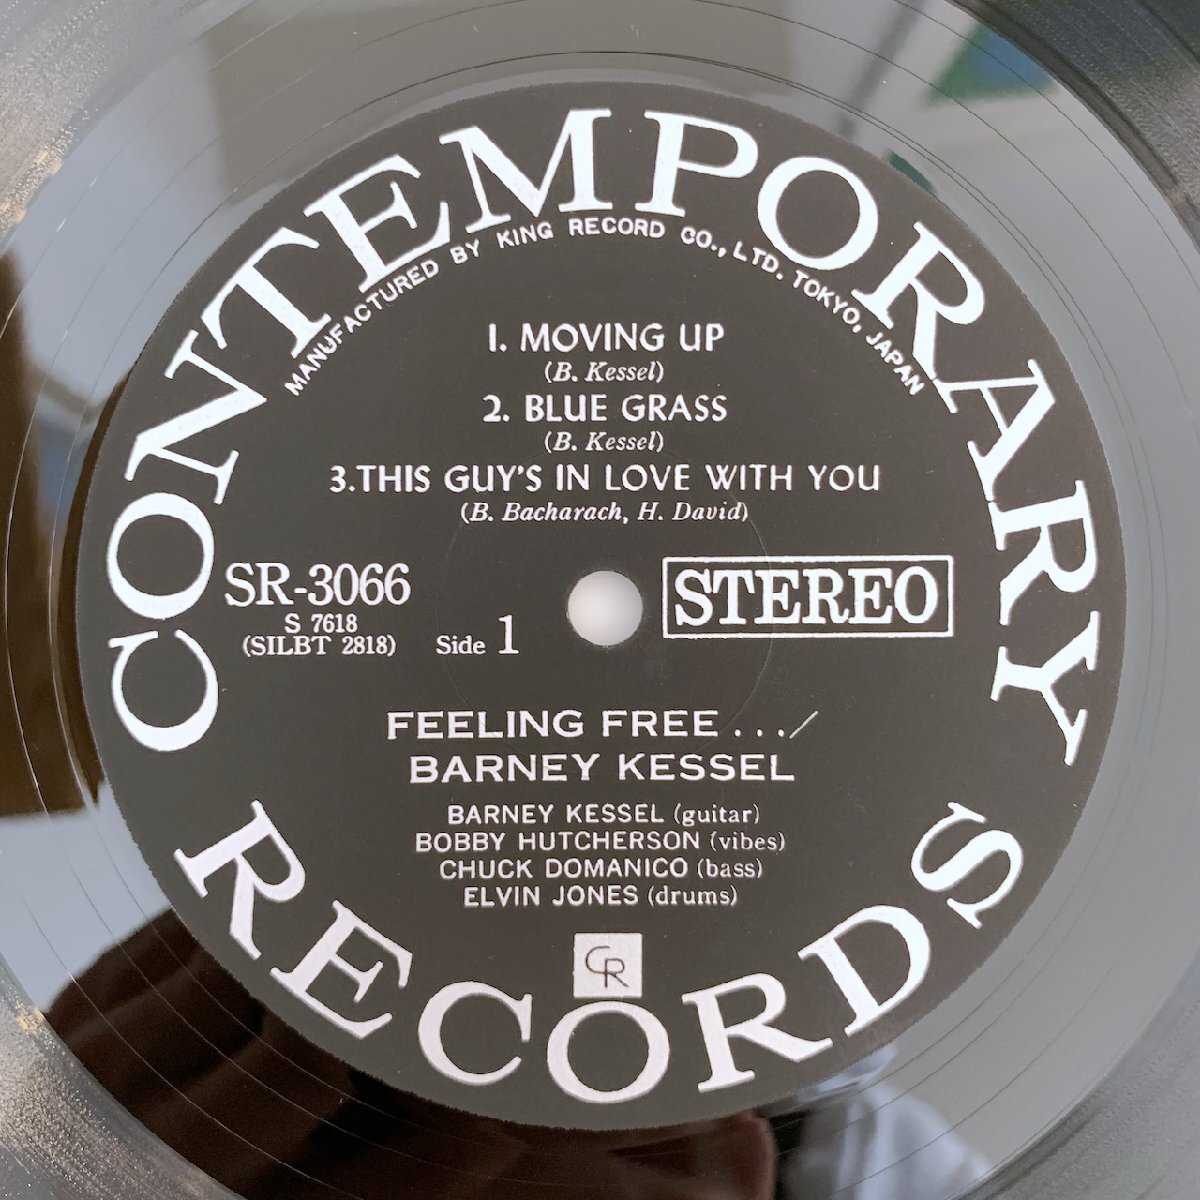 CONTEMPORARY
MANUFACTURED BY KING RECORD CO., LTD. TOKYO, JAPAN
1. MOVING UP
(B. Kessel)
2. BLUE GRASS
(B. Kessel)
3.THIS GUY'S IN LOVE WITH YOU
(B. Bacharach, H. David)
SR-3066
S 7618
(SILBT 2818)
Side 1
STEREO
FEELING FREE.../
BARNEY KESSEL
BARNEY KESSEL (guitar)
BOBBY HUTCHERSON (vibes)
CHUCK DOMANICO (bass)
ELVIN JONES (drums)
CR
RECORDS